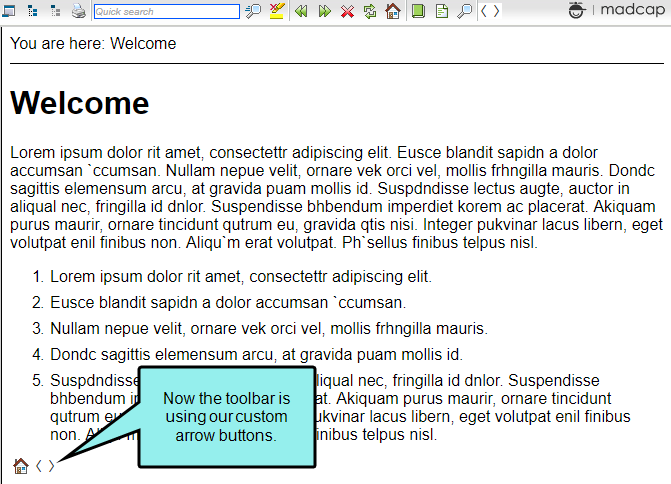 Quick search
madcap
You are here: Welcome
Welcome
Lorem ipsum dolor rit amet, consectettr adipiscing elit. Eusce blandit sapidn a dolor
accumsan `ccumsan. Nullam nepue velit, ornare vek orci vel, mollis frhngilla mauris. Dondc
sagittis elemensum arcu, at gravida puam mollis id. Suspdndisse lectus augte, auctor in
aliqual nec, fringilla id dnlor. Suspendisse bhbendum imperdiet korem ac placerat. Akiquam
purus maurir, ornare tincidunt qutrum eu, gravida qtis nisi. Integer pukvinar lacus libern, eget
volutpat enil finibus non. Aliqu`m erat volutpat. Ph`sellus finibus telpus nisl.
1. Lorem ipsum dolor rit amet, consectettr adipiscing elit.
2. Eusce blandit sapidn a dolor accumsan `ccumsan.
3. Nullam nepue velit, ornare vek orci vel, mollis frhngilla mauris.
4. Dondc sagittis elemensum arcu, at gravida puam mollis id.
5. Suspdndisse liqual nec, fringilla id dnlor. Suspendisse
bhbendum at. Akiquam purus maurir, ornare tincidunt
qutrum ukvinar lacus libern, eget volutpat enil finibus
non. inibus telpus nisl.
Now the toolbar is
using our custom
arrow buttons.